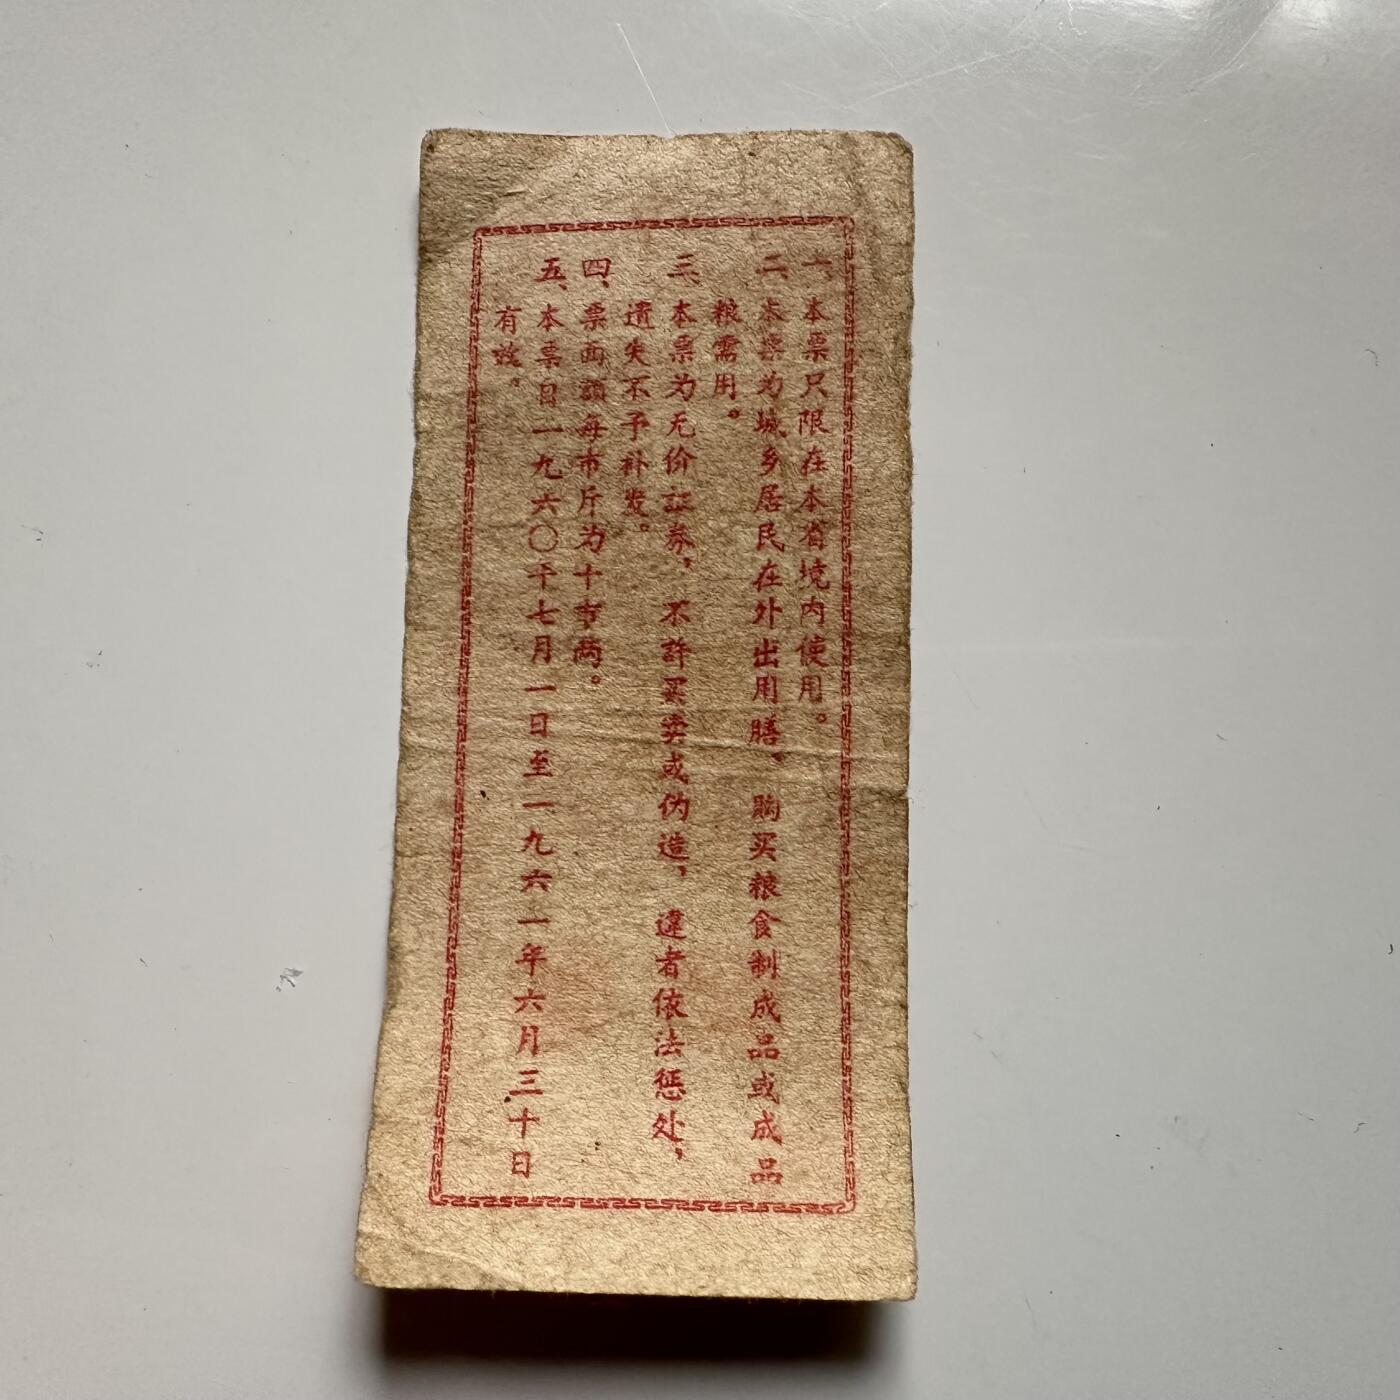 一、本票只限在本省境内使用。
二、本票为城乡居民在外出用膳、購买粮食制成品或成品
粮需用。
三、本票为无价証券，不許买卖或伪造，違者依法惩处，
遺失不予补发。
四、票面額每市斤为十市两。
五、本票自一九六〇年七月一日至一九六一年六月三十日
有效。